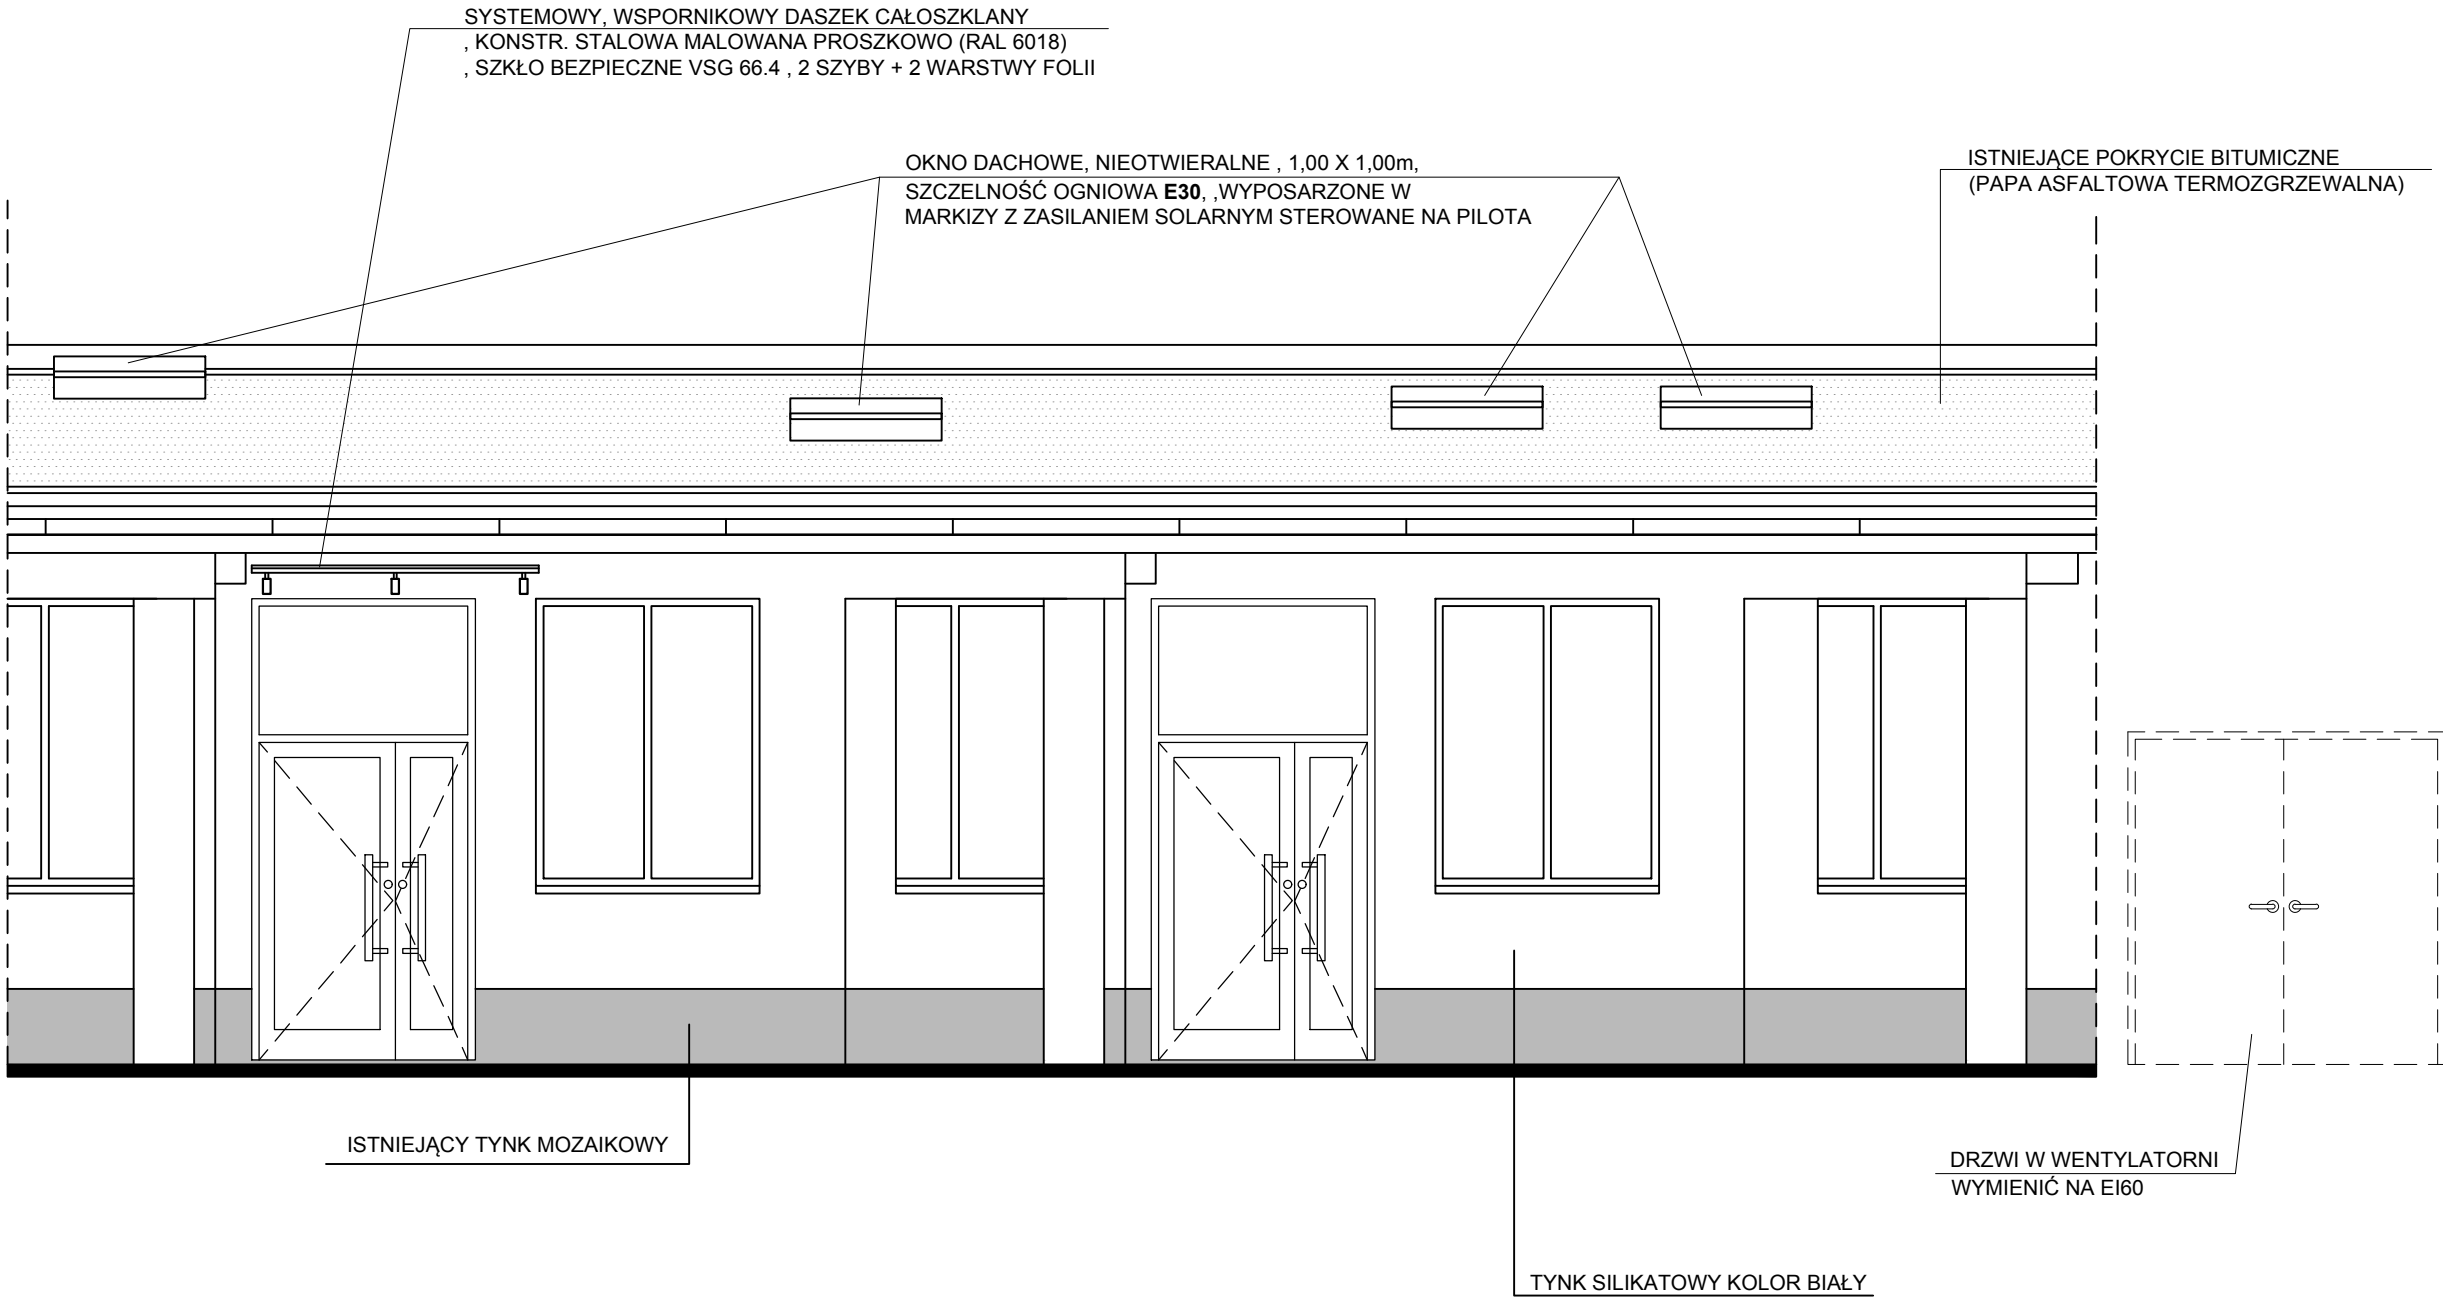 SYSTEMOWY, WSPORNIKOWY DASZEK CAŁOSZKLANY
, KONSTR. STALOWA MALOWANA PROSZKOWO (RAL 6018)
, SZKŁO BEZPIECZNE VSG 66.4 , 2 SZYBY + 2 WARSTWY FOLII
OKNO DACHOWE, NIEOTWIERALNE , 1,00 X 1,00m,
SZCZELNOŚĆ OGNIOWA E30, ,WYPOSARZONE W
MARKIZY Z ZASILANIEM SOLARNYM STEROWANE NA PILOTA
ISTNIEJĄCE POKRYCIE BITUMICZNE
(PAPA ASFALTOWA TERMOZGRZEWALNA)
ISTNIEJĄCY TYNK MOZAIKOWY
DRZWI W WENTYLATORNI
WYMIENIĆ NA EI60
TYNK SILIKATOWY KOLOR BIAŁY